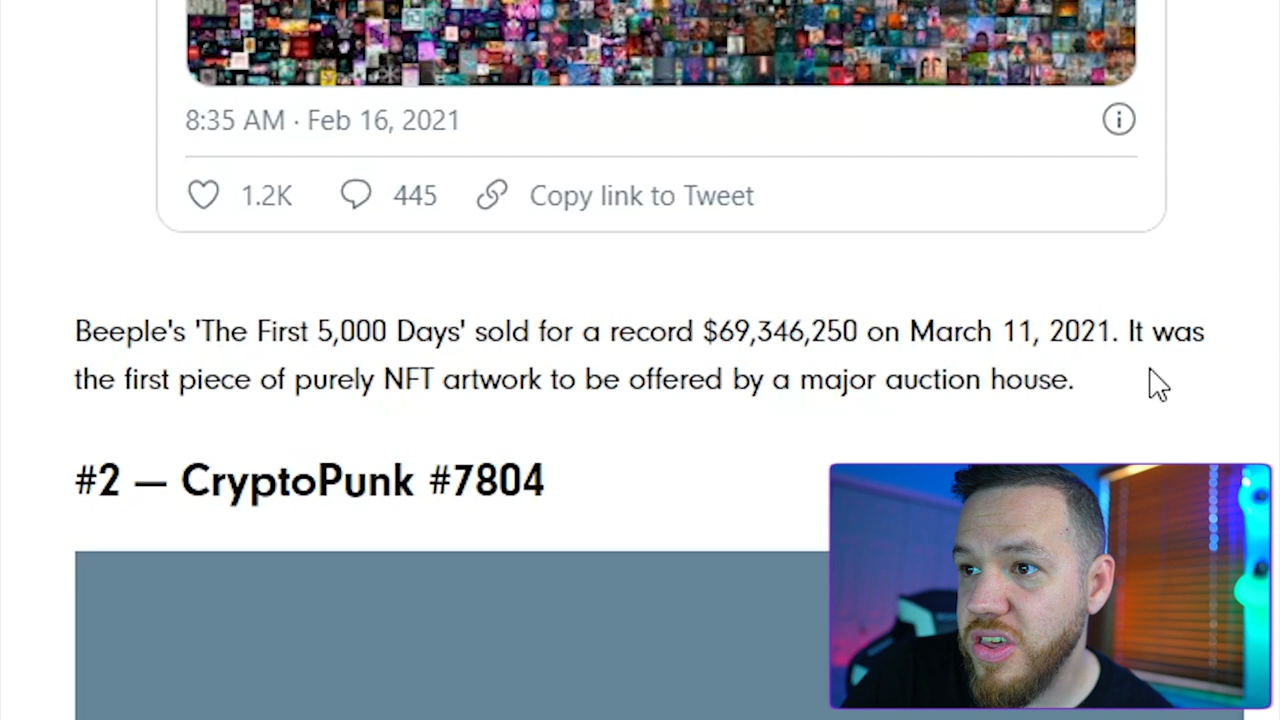 8:35 AM · Feb 16, 2021
1.2K 445 Copy link to Tweet
Beeple's 'The First 5,000 Days' sold for a record $69,346,250 on March 11, 2021. It was
the first piece of purely NFT artwork to be offered by a major auction house.
#2 — CryptoPunk #7804